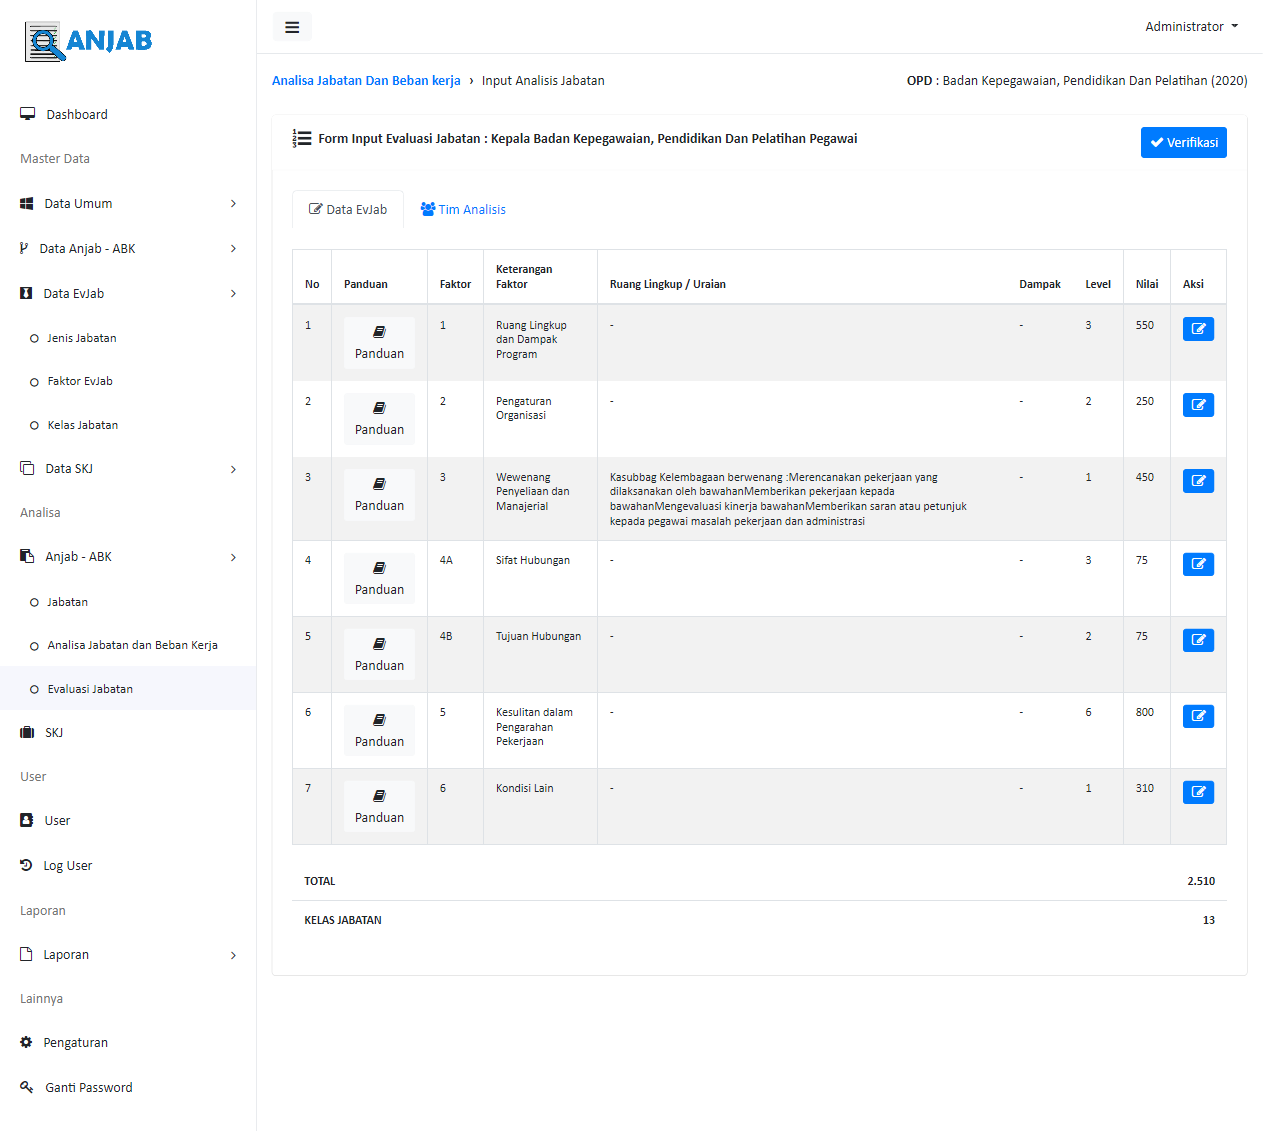 ANJAB
Administrator
Analisa Jabatan Dan Beban kerja › Input Analisis Jabatan
OPD : Badan Kepegawaian, Pendidikan Dan Pelatihan (2020)
Dashboard
Master Data
Data Umum
Data Anjab - ABK
Data EvJab
Jenis Jabatan
Faktor EvJab
Kelas Jabatan
Data SKJ
Analisa
Anjab - ABK
Jabatan
Analisa Jabatan dan Beban Kerja
Evaluasi Jabatan
SKJ
User
User
Log User
Laporan
Laporan
Lainnya
Pengaturan
Ganti Password
Form Input Evaluasi Jabatan : Kepala Badan Kepegawaian, Pendidikan Dan Pelatihan Pegawai
Verifikasi
Data EvJab
Tim Analisis
No Panduan Faktor Keterangan Faktor Ruang Lingkup / Uraian Dampak Level Nilai Aksi
1 Panduan 1 Ruang Lingkup dan Dampak Program - - 3 550
2 Panduan 2 Pengaturan Organisasi - - 2 250
3 Panduan 3 Wewenang Penyeliaan dan Manajerial Kasubbag Kelembagaan berwenang :Merencanakan pekerjaan yang dilaksanakan oleh bawahanMemberikan pekerjaan kepada bawahanMengevaluasi kinerja bawahanMemberikan saran atau petunjuk kepada pegawai masalah pekerjaan dan administrasi - 1 450
4 Panduan 4A Sifat Hubungan - - 3 75
5 Panduan 4B Tujuan Hubungan - - 2 75
6 Panduan 5 Kesulitan dalam Pengarahan Pekerjaan - - 6 800
7 Panduan 6 Kondisi Lain - - 1 310
TOTAL 2.510
KELAS JABATAN 13